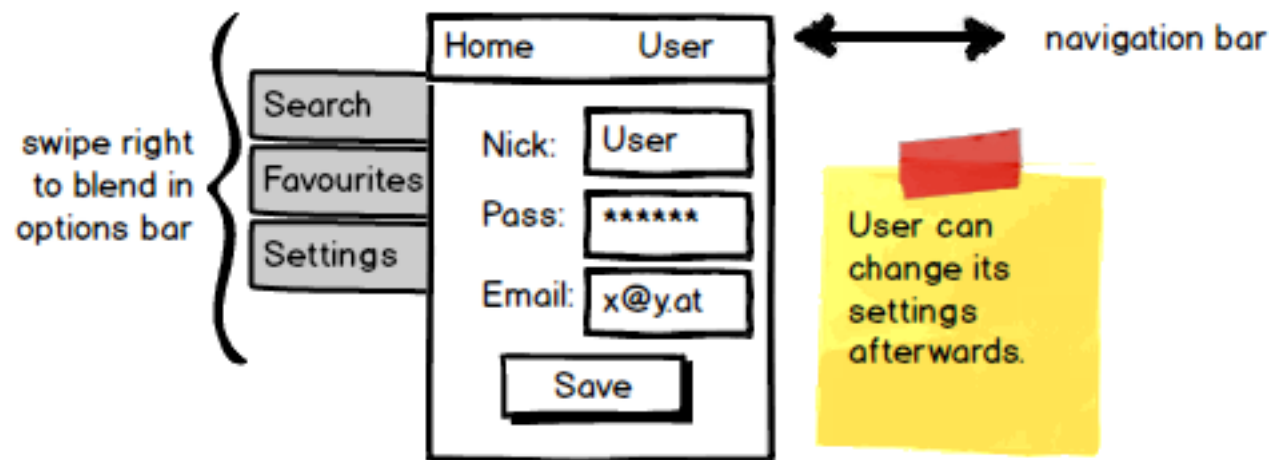 swipe right
to blend in
options bar
Search
Favourites
Settings
Home User
Nick: User
Pass: ******
Email: x@y.at
Save
navigation bar
User can
change its
settings
afterwards.